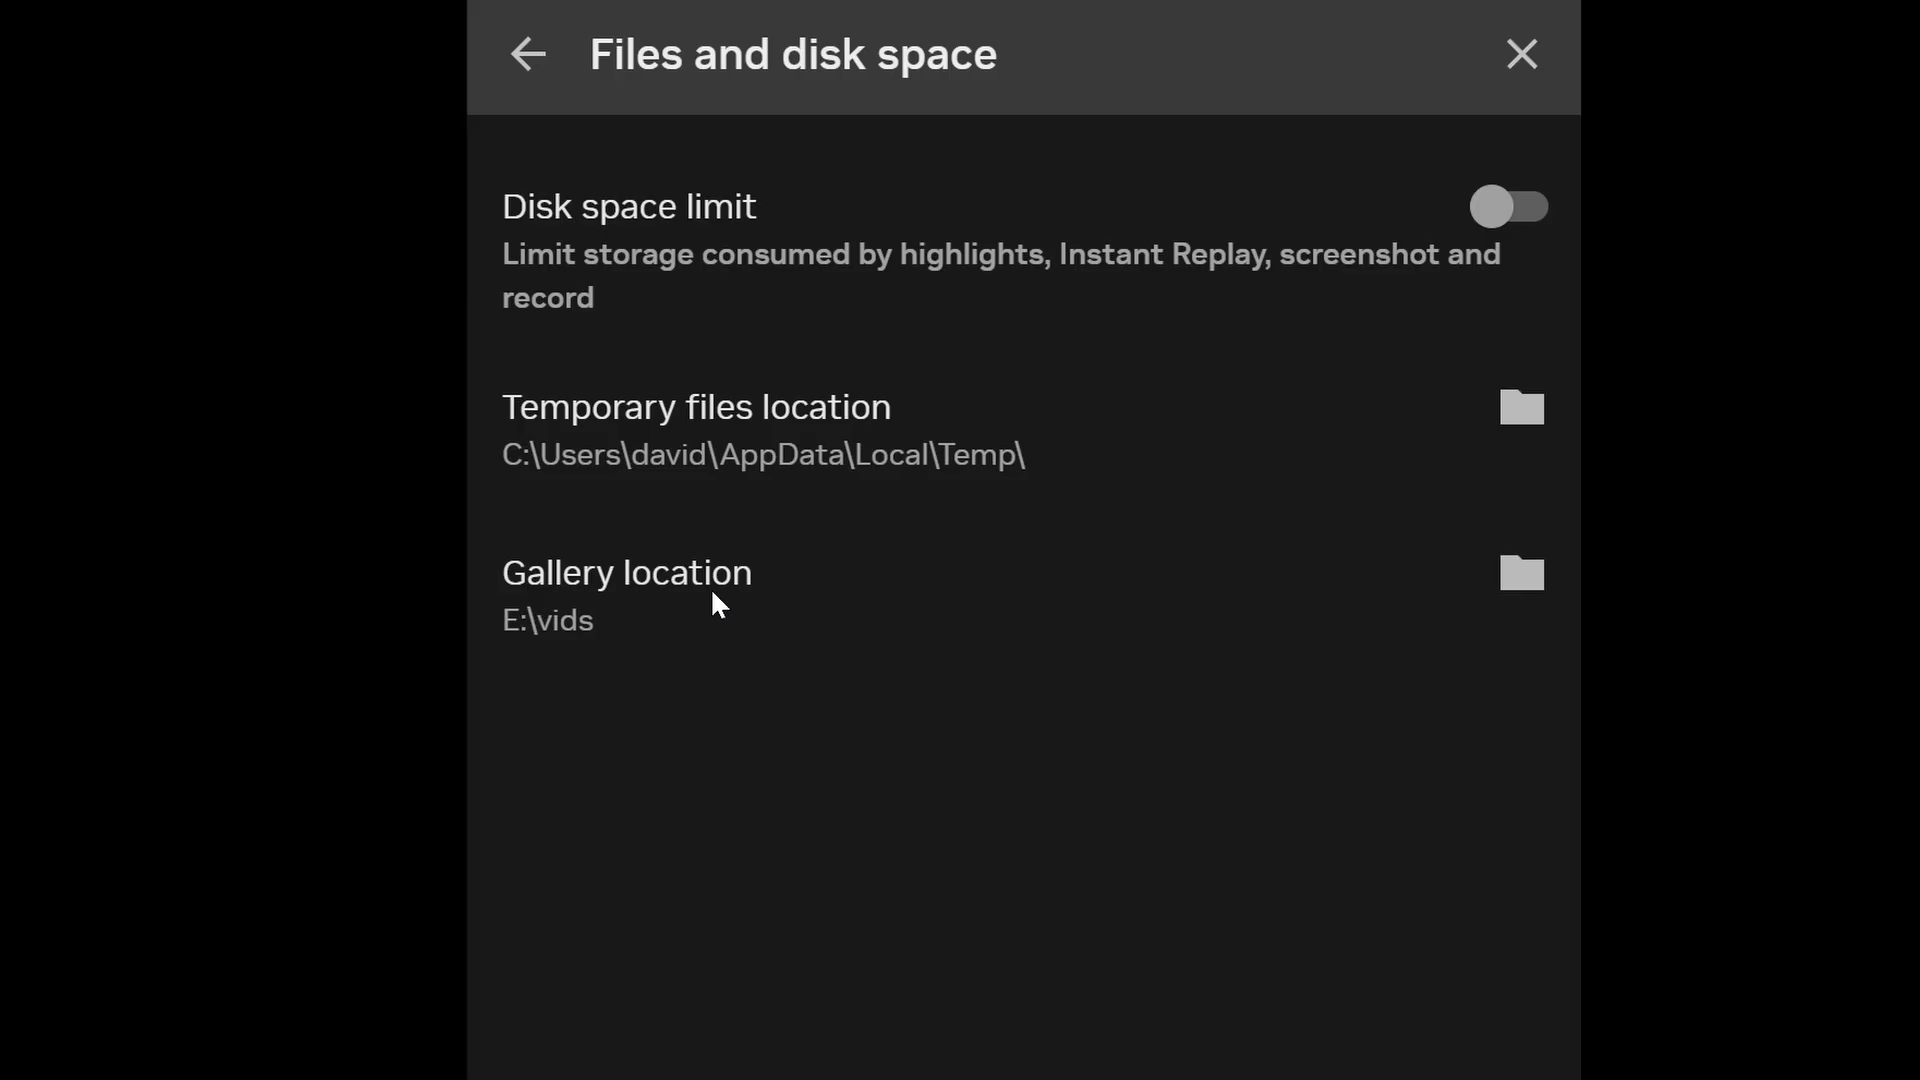 Files and disk space
Disk space limit
Limit storage consumed by highlights, Instant Replay, screenshot and
record
Temporary files location
C:\Users\david\AppData\Local\Temp\
Gallery location
E:\vids